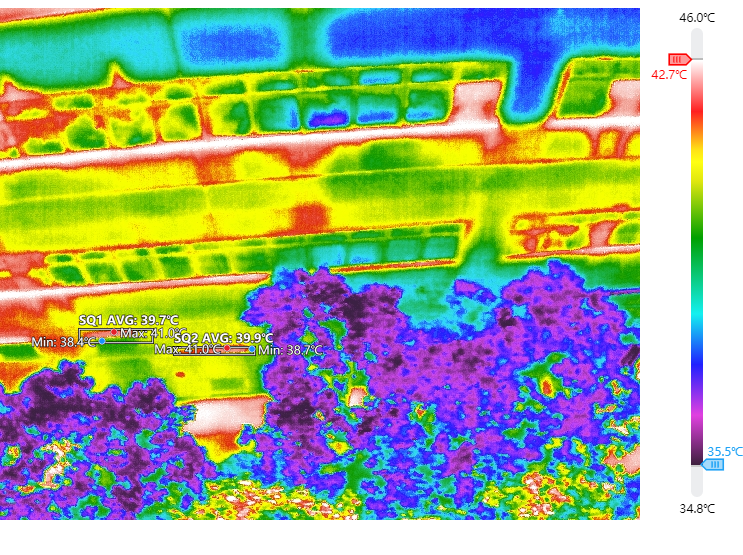 46.0℃
42.7℃
SQ1 AVG: 39.7℃
Max: 41.0℃
Min: 38.4℃
SQ2 AVG: 39.9℃
Max: 41.0℃
Min: 38.7℃
35.5℃
34.8℃